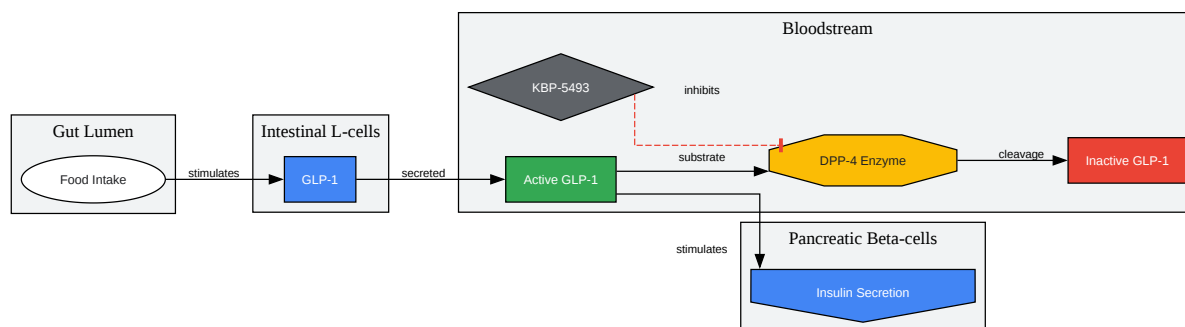 Bloodstream
KBP-5493
inhibits
Gut Lumen
Intestinal L-cells
Food Intake
stimulates
GLP-1
secreted
Active GLP-1
substrate
DPP-4 Enzyme
cleavage
Inactive GLP-1
stimulates
Pancreatic Beta-cells
Insulin Secretion